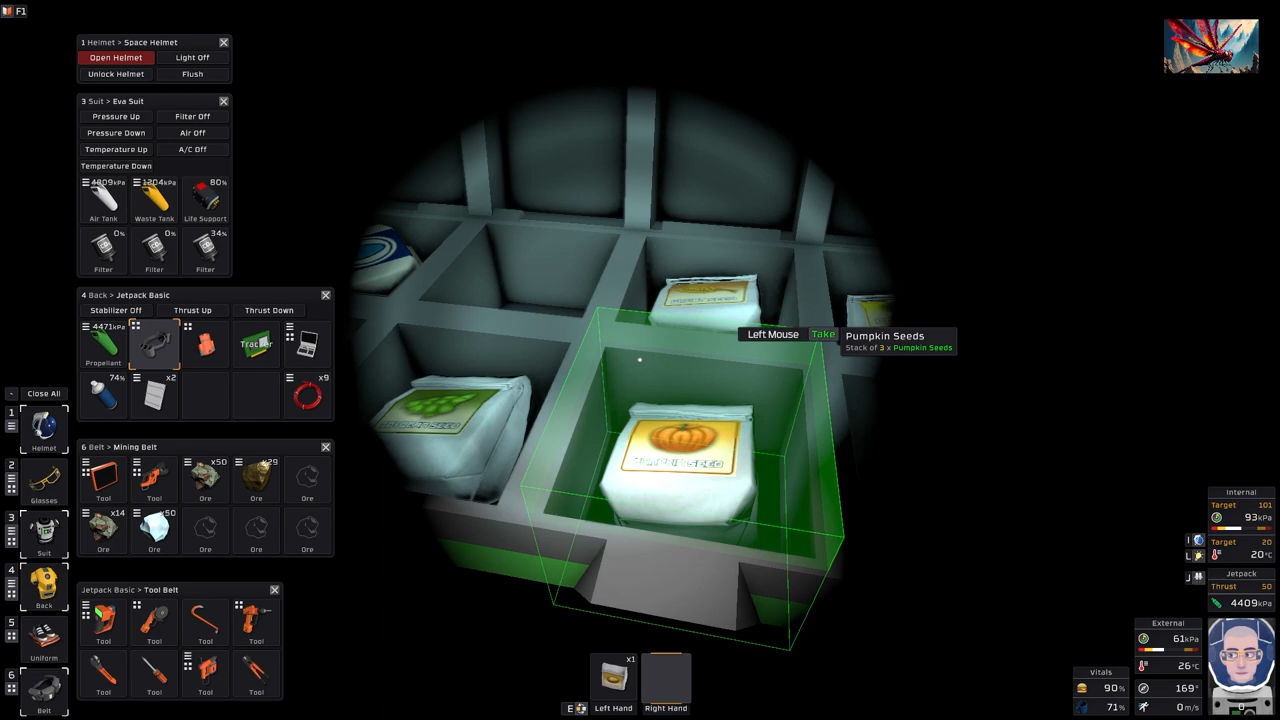 F1
1 Helmet > Space Helmet
Open Helmet
Light Off
Unlock Helmet
Flush
3 Suit > Eva Suit
Pressure Up
Filter Off
Pressure Down
Air Off
Temperature Up
A/C Off
Temperature Down
4809kPa
1204kPa
80%
Air Tank
Waste Tank
Life Support
0%
0%
34%
Filter
Filter
Filter
4 Back > Jetpack Basic
Stabilizer Off
Thrust Up
Thrust Down
4471kPa
Tracker
Propellant
74%
x2
x9
- Close All
1
Helmet
2
Glasses
3
Suit
4
Back
5
Uniform
6
Belt
6 Belt > Mining Belt
x50
x29
Tool
Tool
Ore
Ore
Ore
x14
x50
Ore
Ore
Ore
Ore
Ore
Jetpack Basic > Tool Belt
Tool
Tool
Tool
Tool
Tool
Tool
Tool
Tool
Left Mouse
Take
Pumpkin Seeds
Stack of 3 x Pumpkin Seeds
PUMPKIN SEED
x1
E
Left Hand
Right Hand
Internal
Target 101
93kPa
Target 20
20°C
I
L
J
Jetpack
Thrust 50
4409kPa
External
61kPa
26°C
169°
0m/s
Vitals
90%
71%
0